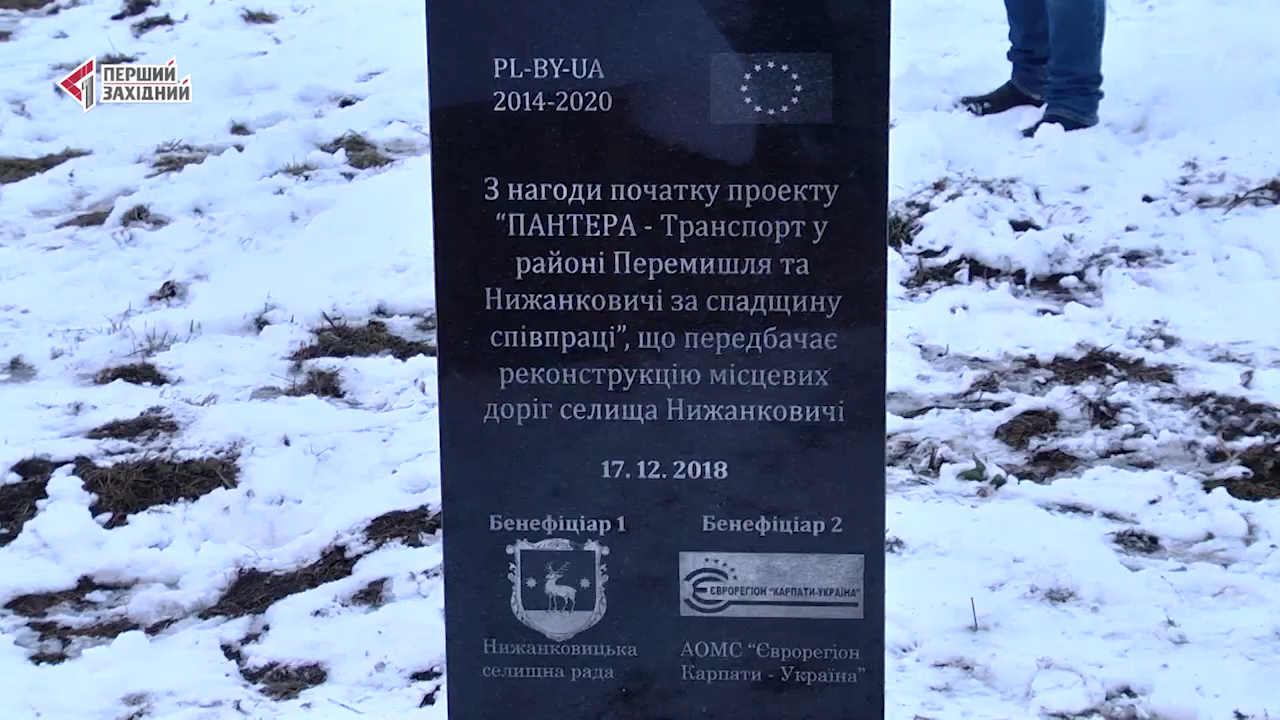 ПЕРШИЙ
ЗАХІДНИЙ
PL-BY-UA
2014-2020
З нагоди початку проекту
“ПАНТЕРА - Транспорт у
районі Перемишля та
Нижанковичі за спадщину
співпраці”, що передбачає
реконструкцію місцевих
доріг селища Нижанковичі
17. 12. 2018
Бенефіціар 1
Бенефіціар 2
ЄВРОРЕГІОН "КАРПАТИ-УКРАЇНА"
Нижанковицька
селищна рада
АОМС “Єврорегіон
Карпати - Україна”